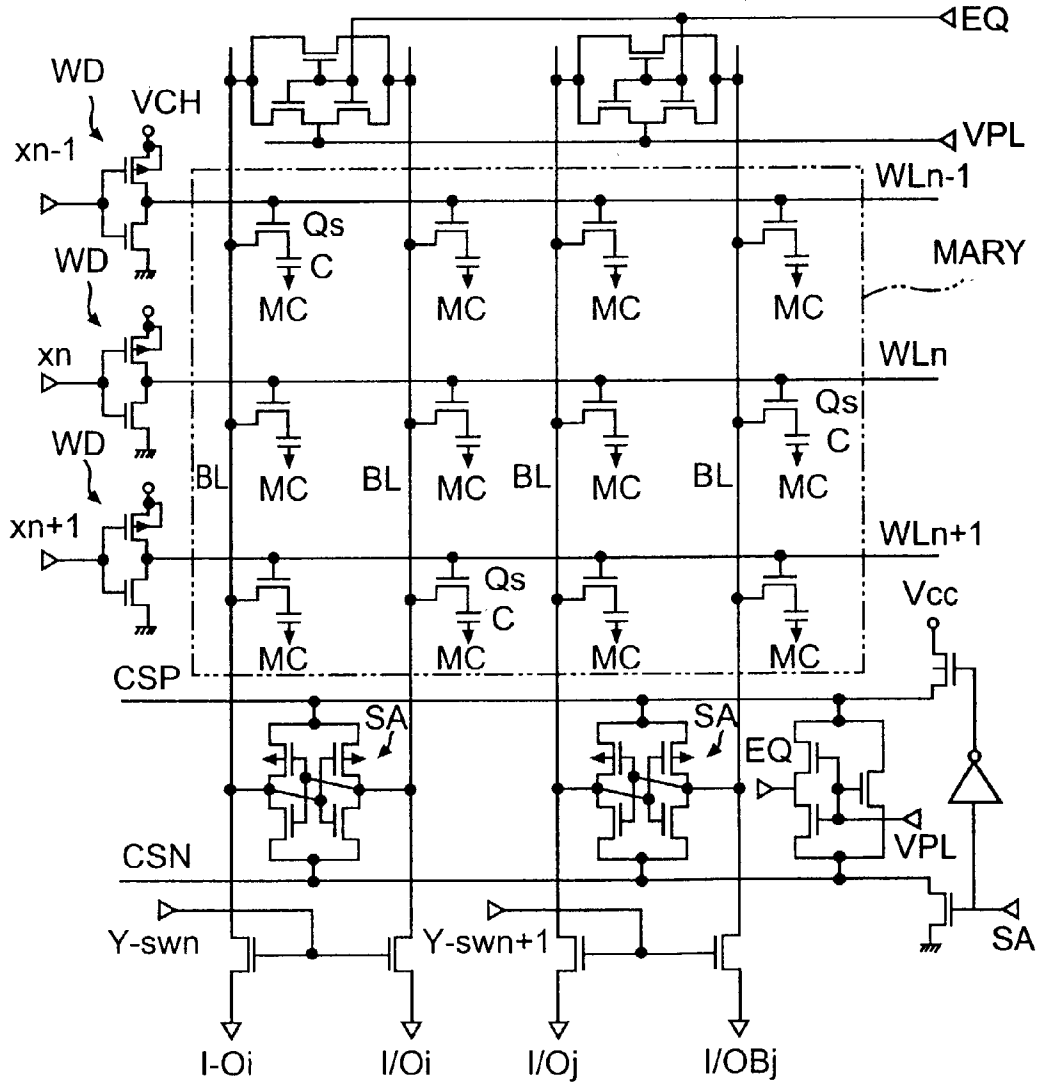 EQ
WD
VCH
VPL
xn-1
WLn-1
Qs
C
WD
MARY
MC MC MC MC
xn
WLn
Qs
C
WD
BL MC BL MC BL MC BL MC
xn+1
WLn+1
Qs
C
Vcc
MC MC MC MC
CSP
SA SA
EQ
VPL
CSN
Y-swn Y-swn+1
SA
I-Oi I/Oi I/Oj I/OBj